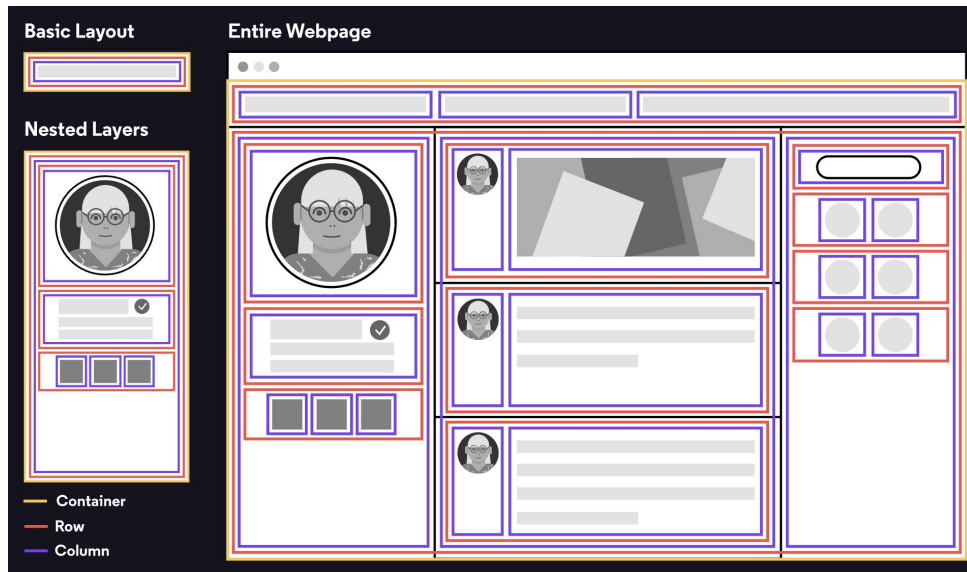 Basic Layout
Entire Webpage
Nested Layers
Container
Row
Column